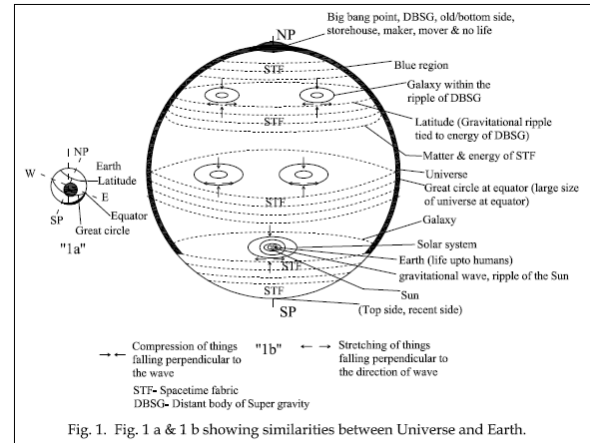 Big bang point, DBSG, old/bottom side,
storehouse, maker, mover & no life
NP
STF
Blue region
Galaxy within the
ripple of DBSG
STF
Latitude (Gravitational ripple
tied to energy of DBSG)
Matter & energy of STF
NP
W
Earth
Latitude
E
SP
Equator
Great circle
"1a"
Universe
Great circle at equator (large size
of universe at equator)
STF
Galaxy
Solar system
Earth (life upto humans)
STF
gravitational wave, ripple of the Sun
STF
Sun
SP
(Top side, recent side)
Compression of things
falling perpendicular to
the wave
"1b"
Stretching of things
falling perpendicular to
the direction of wave
STF- Spacetime fabric
DBSG- Distant body of Super gravity
Fig. 1. Fig. 1 a & 1 b showing similarities between Universe and Earth.